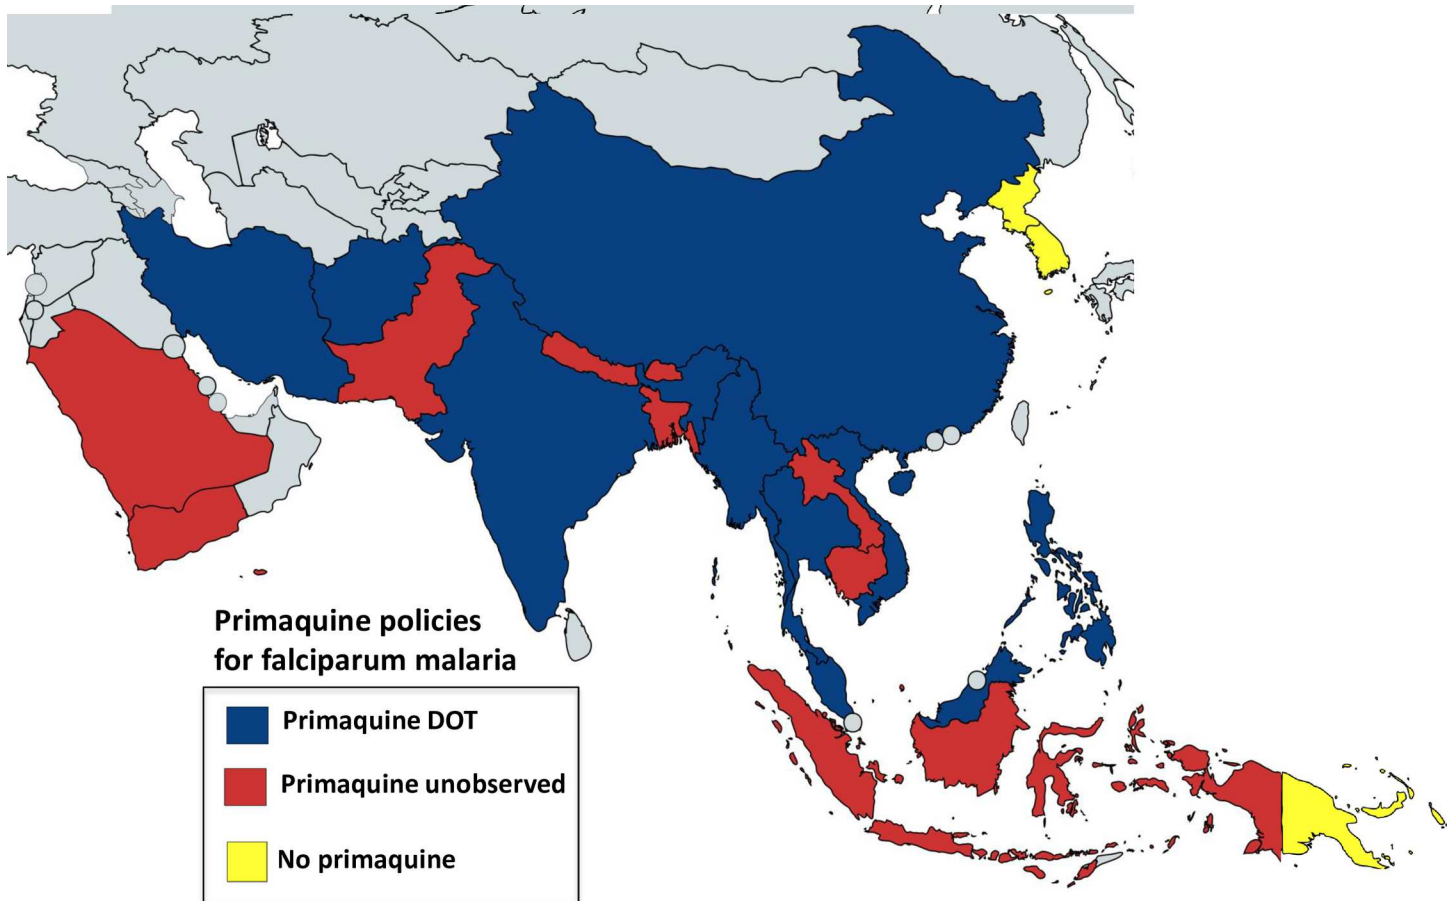 Primaquine policies
for falciparum malaria
Primaquine DOT
Primaquine unobserved
No primaquine